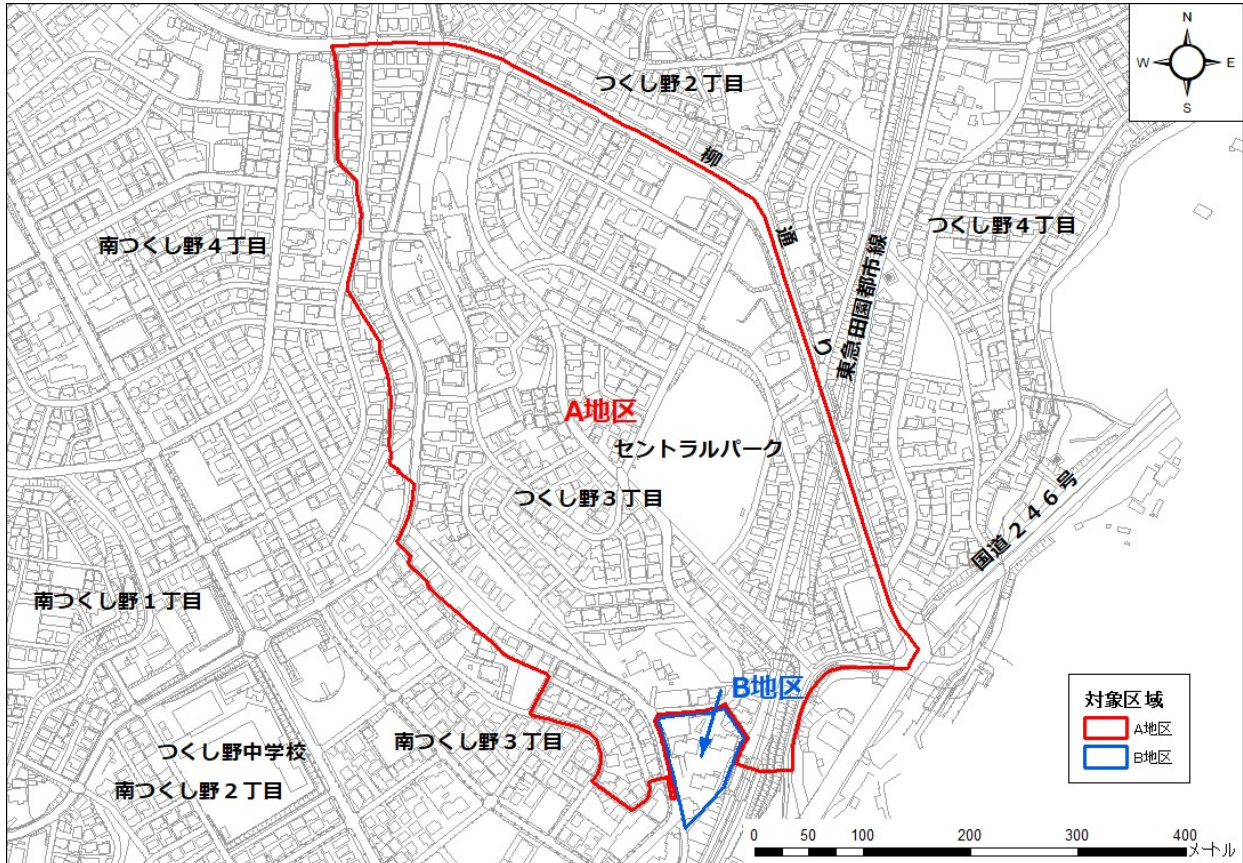 N
W E
S
つくし野２丁目
柳通り
東急田園都市線
つくし野４丁目
南つくし野４丁目
A地区
セントラルパーク
つくし野３丁目
国道２４６号
南つくし野１丁目
B地区
南つくし野３丁目
つくし野中学校
南つくし野２丁目
対象区域
A地区
B地区
0 50 100 200 300 400
メートル